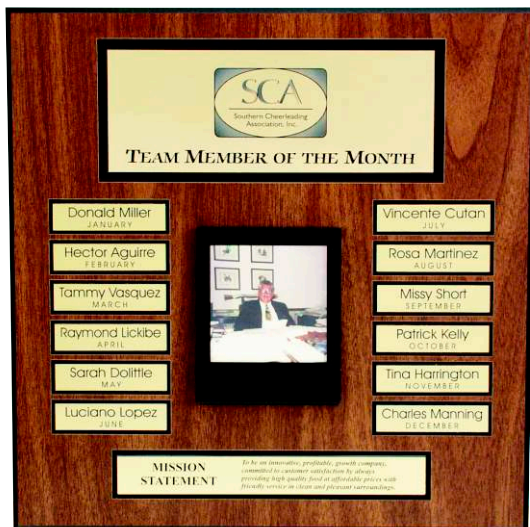 SCA
Southern Cheerleading
Association, Inc.
TEAM MEMBER OF THE MONTH
Donald Miller
JANUARY
Hector Aguirre
FEBRUARY
Tammy Vasquez
MARCH
Raymond Lickibe
APRIL
Sarah Dolittle
MAY
Luciano Lopez
JUNE
Vincente Cutan
JULY
Rosa Martinez
AUGUST
Missy Short
SEPTEMBER
Patrick Kelly
OCTOBER
Tina Harrington
NOVEMBER
Charles Manning
DECEMBER
MISSION
STATEMENT
To be an innovative, profitable, growth company,
committed to customer satisfaction by always
providing high quality food at affordable prices with
friendly service in clean and pleasant surroundings.